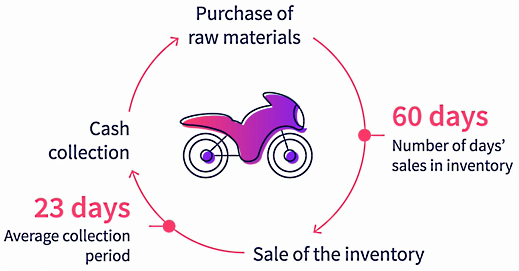 Purchase of
raw materials
60 days
Number of days'
sales in inventory
Sale of the inventory
23 days
Average collection
period
Cash
collection